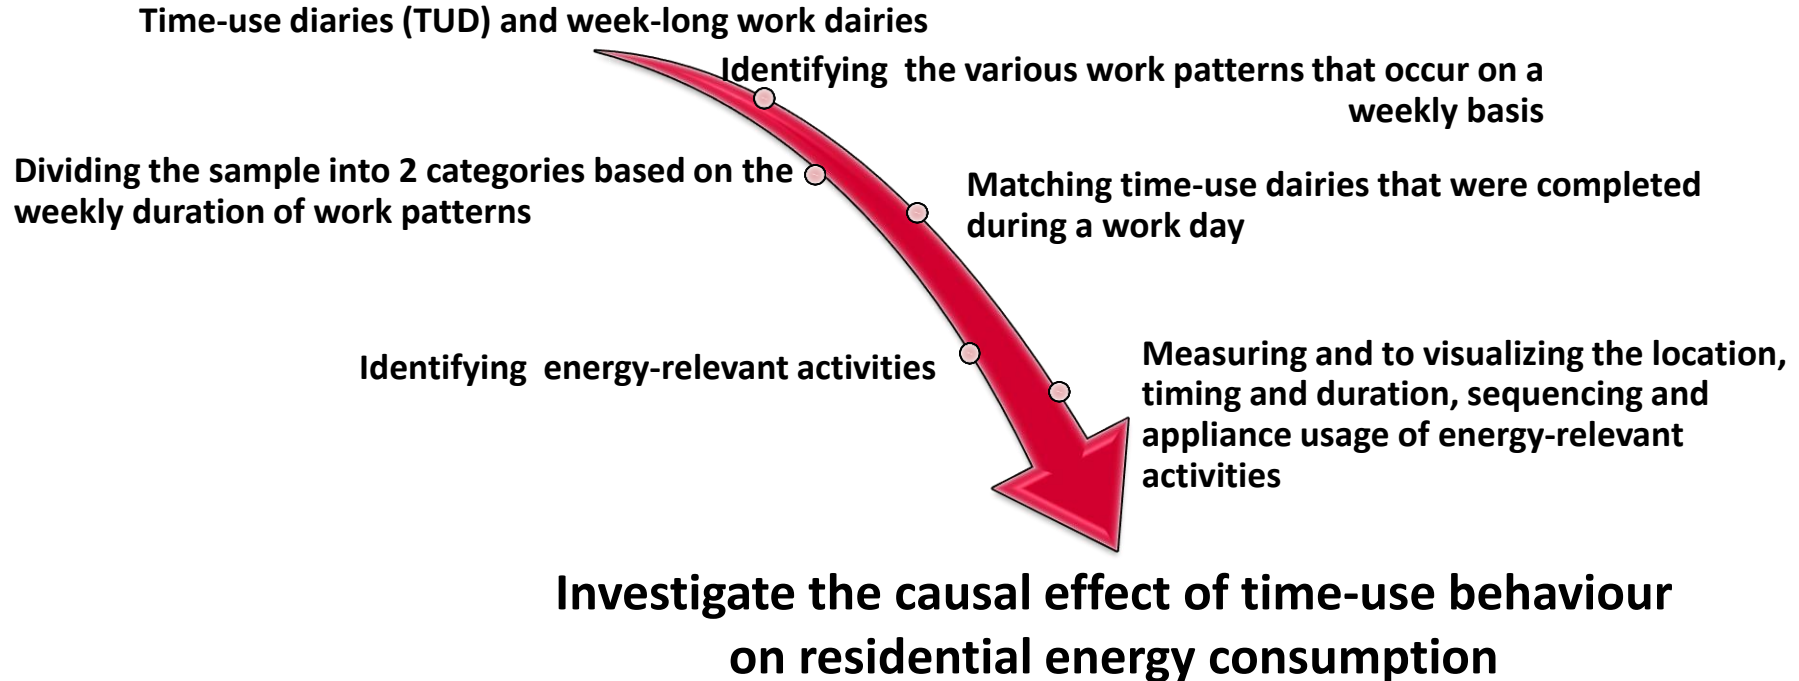 Time-use diaries (TUD) and week-long work dairies
Identifying  the various work patterns that occur on a
weekly basis
Dividing the sample into 2 categories based on the
weekly duration of work patterns
Matching time-use dairies that were completed
during a work day
Identifying  energy-relevant activities
Measuring and to visualizing the location,
timing and duration, sequencing and
appliance usage of energy-relevant
activities
Investigate the causal effect of time-use behaviour
on residential energy consumption